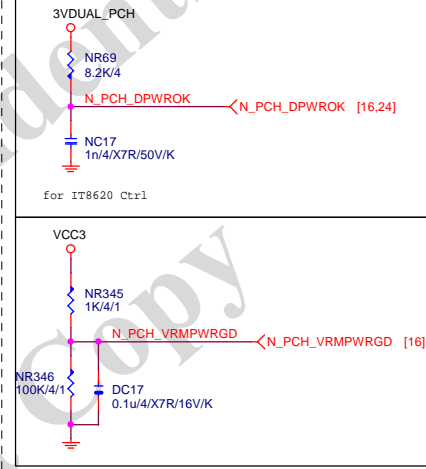 3VDUAL_PCH
NR69
8.2K/4
N_PCH_DPWROK
N_PCH_DPWROK [16,24]
NC17
1n/4/X7R/50V/K
for IT8620 Ctrl
VCC3
NR345
1K/4/1
N_PCH_VRMPWRGD
N_PCH_VRMPWRGD [16]
NR346
100K/4/1
DC17
0.1u/4/X7R/16V/K
Copy